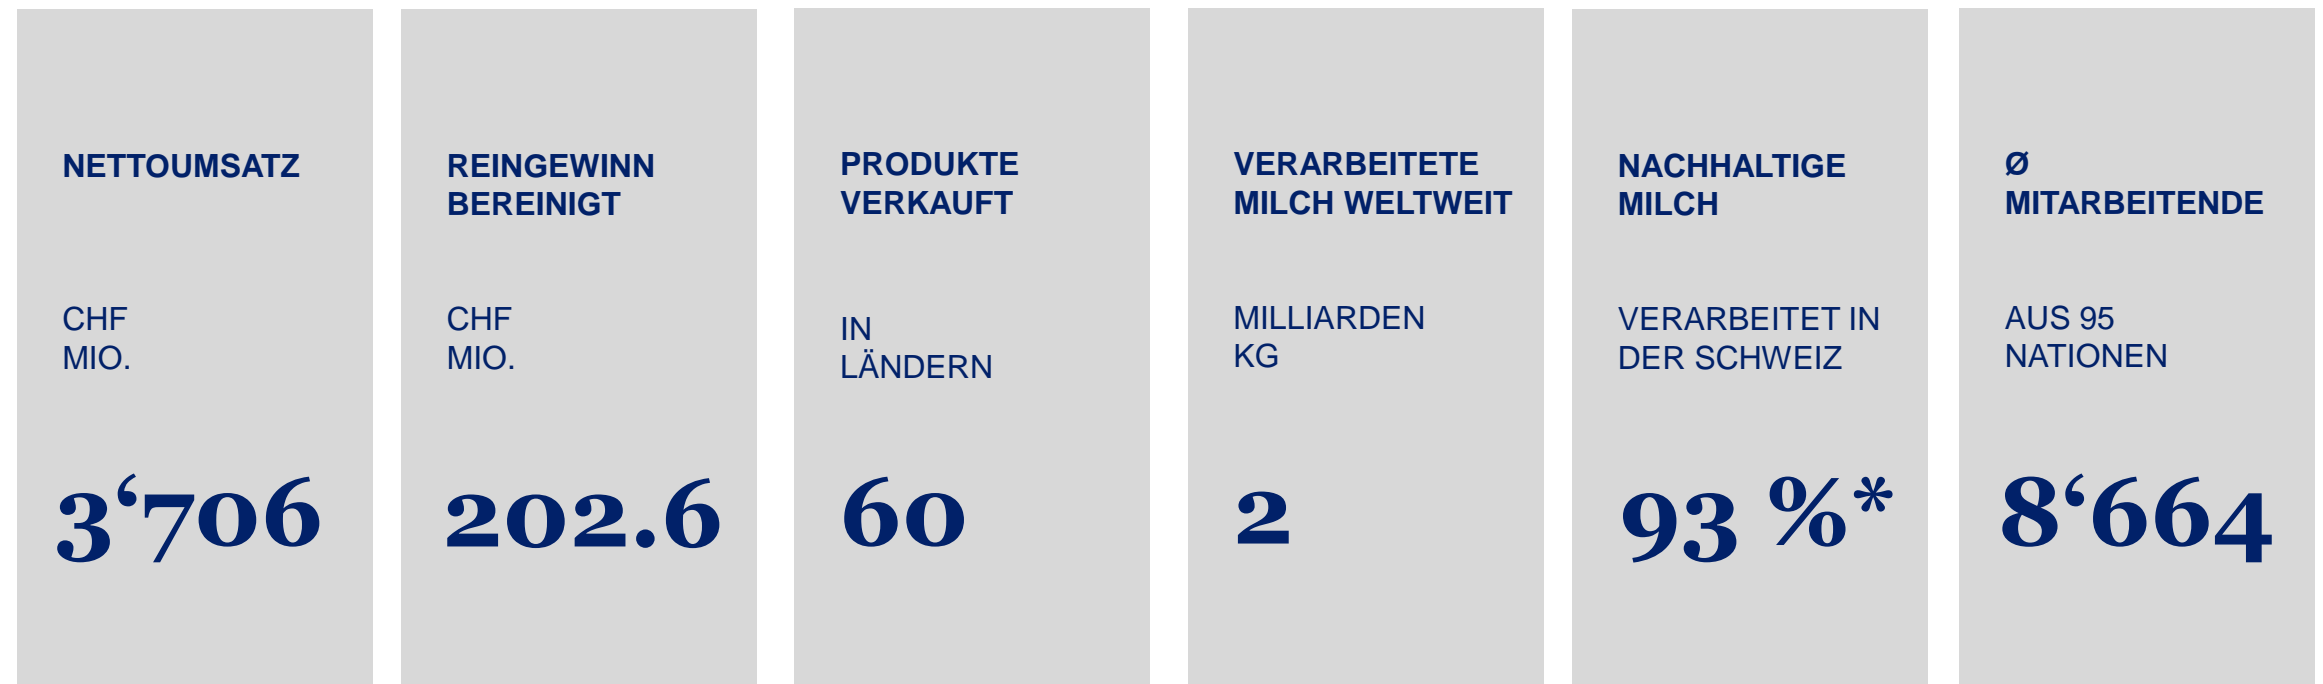 NETTOUMSATZ
CHF
MIO.
3‘706
REINGEWINN
BEREINIGT
CHF
MIO.
202.6
PRODUKTE
VERKAUFT
IN
LÄNDERN
60
VERARBEITETE
MILCH WELTWEIT
MILLIARDEN
KG
2
NACHHALTIGE
MILCH
VERARBEITET IN
DER SCHWEIZ
93 %*
Ø
MITARBEITENDE
AUS 95
NATIONEN
8‘664